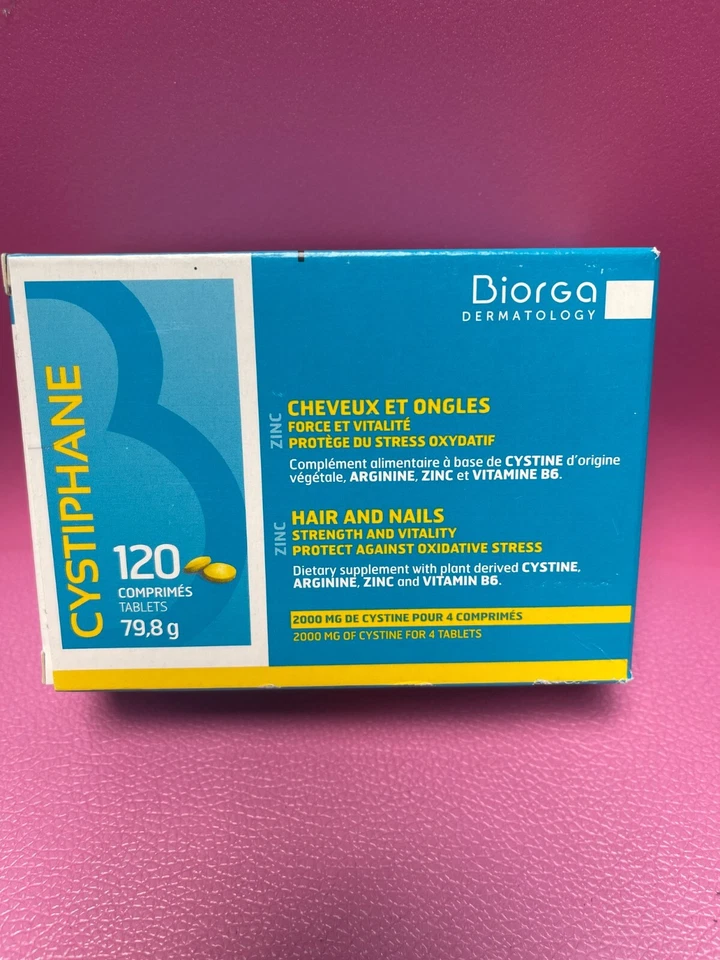 Biorga
DERMATOLOGY
CYSTIPHANE
120
COMPRIMÉS
TABLETS
79,8 g
ZINC
CHEVEUX ET ONGLES
FORCE ET VITALITÉ
PROTÈGE DU STRESS OXYDATIF
Complément alimentaire à base de CYSTINE d'origine
végétale, ARGININE, ZINC et VITAMINE B6.
ZINC
HAIR AND NAILS
STRENGTH AND VITALITY
PROTECT AGAINST OXIDATIVE STRESS
Dietary supplement with plant derived CYSTINE,
ARGININE, ZINC and VITAMIN B6.
2000 MG DE CYSTINE POUR 4 COMPRIMÉS
2000 MG OF CYSTINE FOR 4 TABLETS